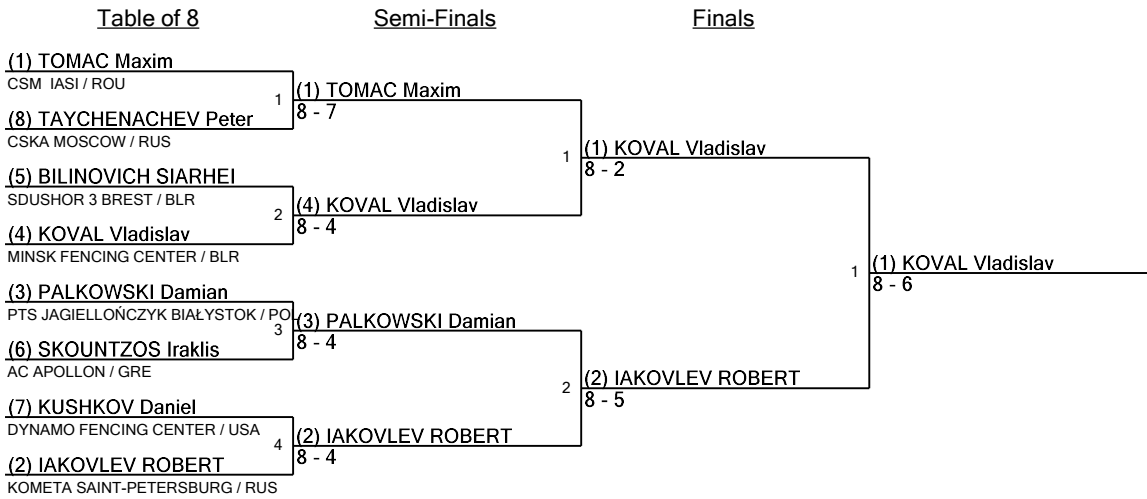 Table of 8
Semi-Finals
Finals
(1) TOMAC Maxim
CSM IASI / ROU
1
(1) TOMAC Maxim
8 - 7
(8) TAYCHENACHEV Peter
CSKA MOSCOW / RUS
1
(1) KOVAL Vladislav
8 - 2
(5) BILINOVICH SIARHEI
SDUSHOR 3 BREST / BLR
2
(4) KOVAL Vladislav
8 - 4
(4) KOVAL Vladislav
MINSK FENCING CENTER / BLR
1
(1) KOVAL Vladislav
8 - 6
(3) PALKOWSKI Damian
PTS JAGIELLOŃCZYK BIAŁYSTOK / PO
3
(3) PALKOWSKI Damian
8 - 4
(6) SKOUNTZOS Iraklis
AC APOLLON / GRE
2
(2) IAKOVLEV ROBERT
8 - 5
(7) KUSHKOV Daniel
DYNAMO FENCING CENTER / USA
4
(2) IAKOVLEV ROBERT
8 - 4
(2) IAKOVLEV ROBERT
KOMETA SAINT-PETERSBURG / RUS